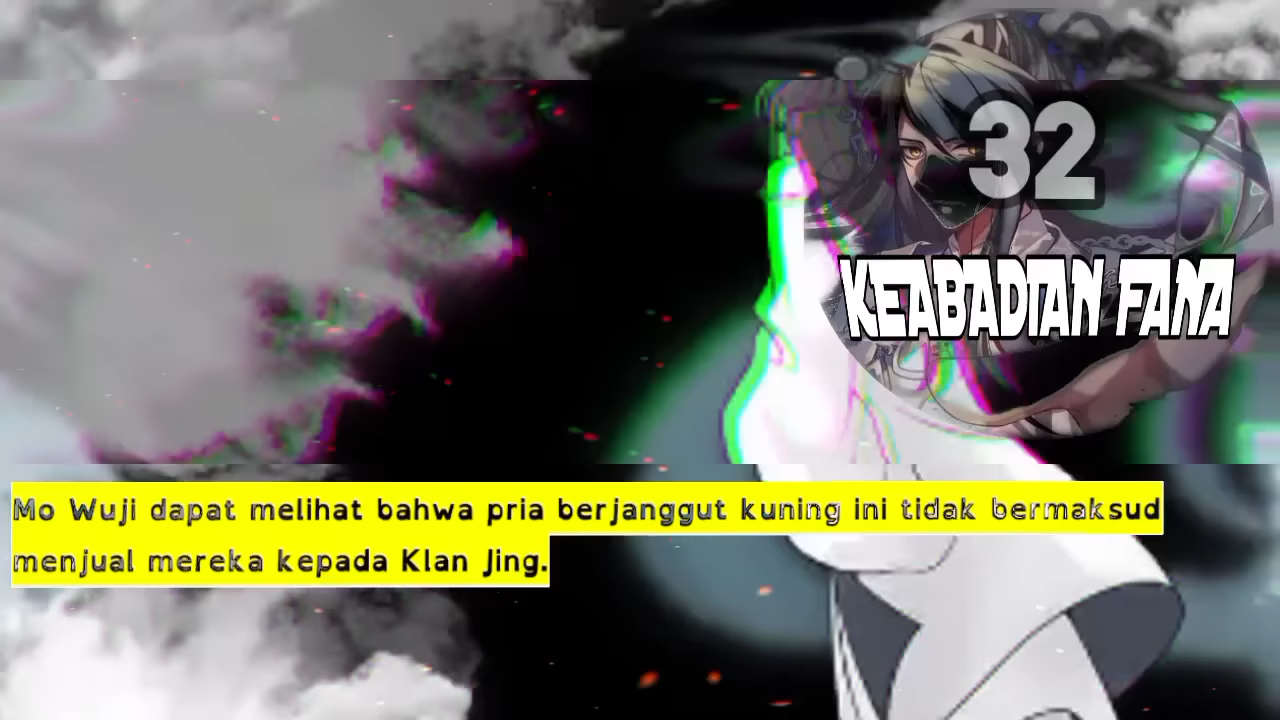 32
KEABADIAN FANA
Mo Wuji dapat melihat bahwa pria berjanggut kuning ini tidak bermaksud
menjual mereka kepada Klan Jing.